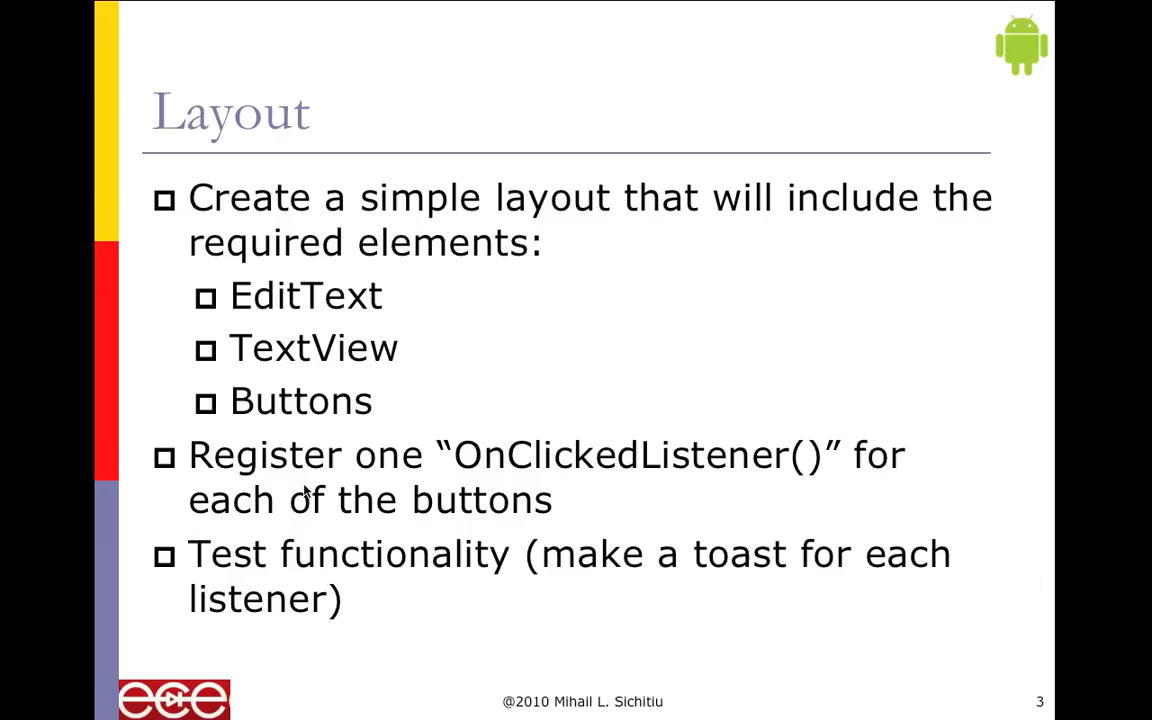 Layout
Create a simple layout that will include the
required elements:
EditText
TextView
Buttons
Register one “OnClickedListener()” for
each of the buttons
Test functionality (make a toast for each
listener)
ece
@2010 Mihail L. Sichitiu
3